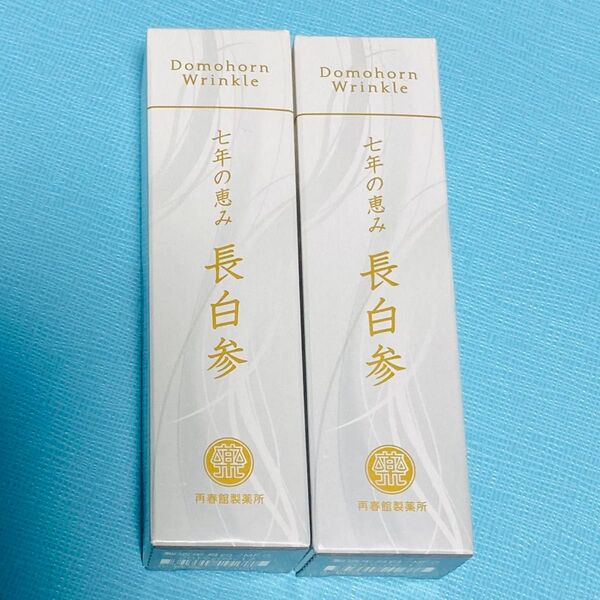 Domohorn
Wrinkle
七年の恵み
長白参
再春館製薬所
Domohorn
Wrinkle
七年の恵み
長白参
再春館製薬所